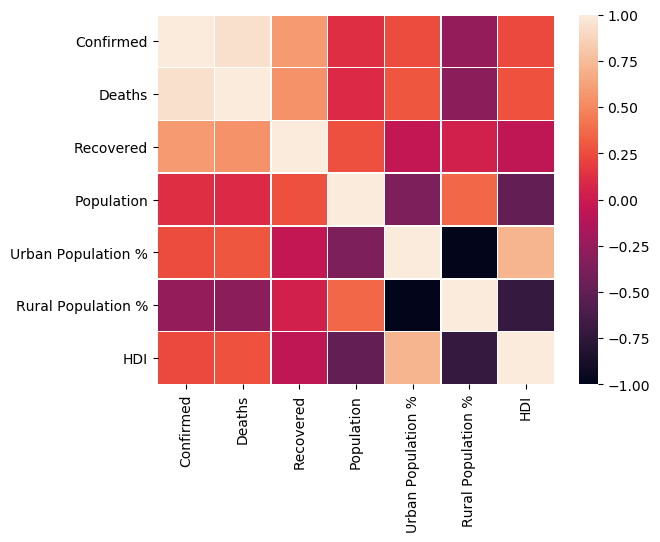 Confirmed
Deaths
Recovered
Population
Urban Population %
Rural Population %
HDI
Confirmed
Deaths
Recovered
Population
Urban Population %
Rural Population %
HDI
1.00
0.75
0.50
0.25
0.00
−0.25
−0.50
−0.75
−1.00